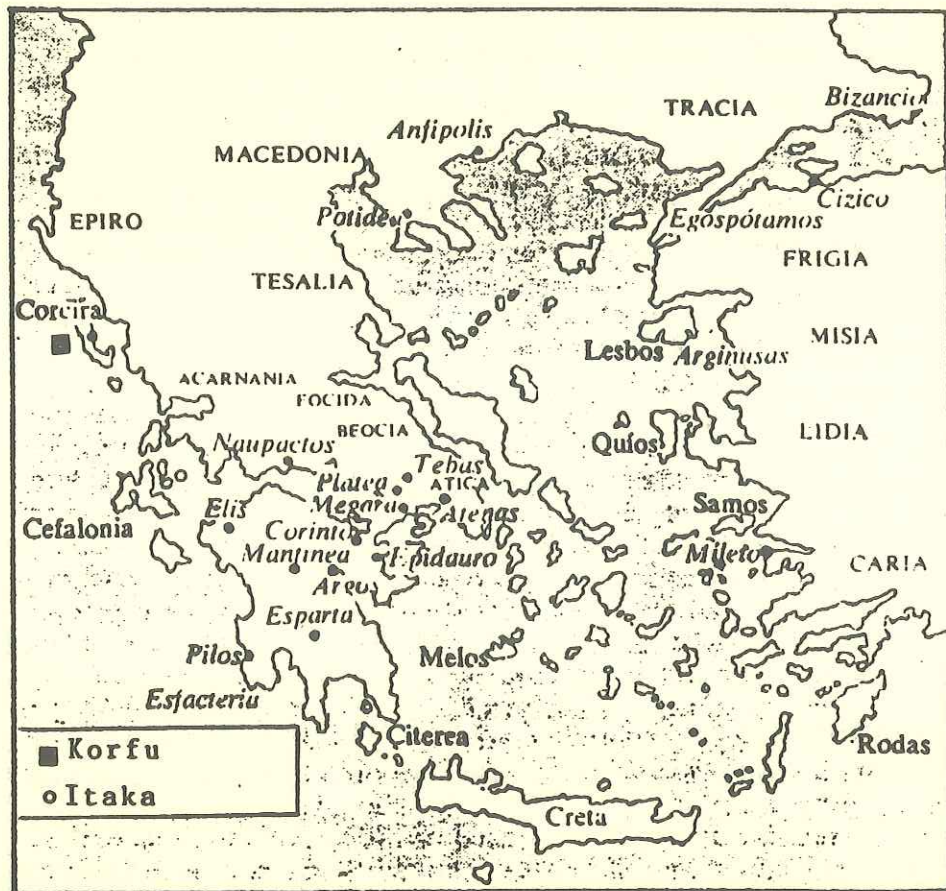 TRACIA
Bizancio
Anfipolis
MACEDONIA
Cízico
Potidea
Egospótamos
EPIRO
FRIGIA
TESALIA
Corcira
MISIA
Lesbos
Arginusas
ACARNANIA
FOCIDA
BEOCIA
LIDIA
Quíos
Naupactos
Tebas
Platea
ATICA
Megara
Atenas
Samos
Elis
Cefalonia
Corinto
Mantinea
Epidauro
Mileto
CARIA
Argos
Esparta
Pilos
Melos
Esfacteria
Citerea
Rodas
Korfu
Itaka
Creta